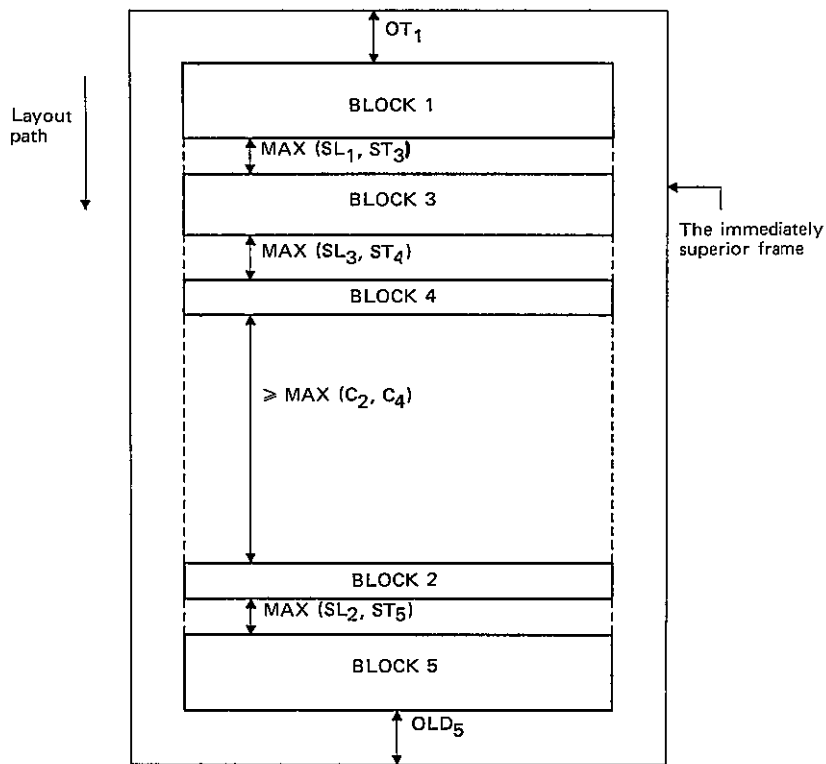 OT1
BLOCK 1
Layout
path
MAX (SL1, ST3)
BLOCK 3
The immediately
superior frame
MAX (SL3, ST4)
BLOCK 4
⩾ MAX (C2, C4)
BLOCK 2
MAX (SL2, ST5)
BLOCK 5
OLD5